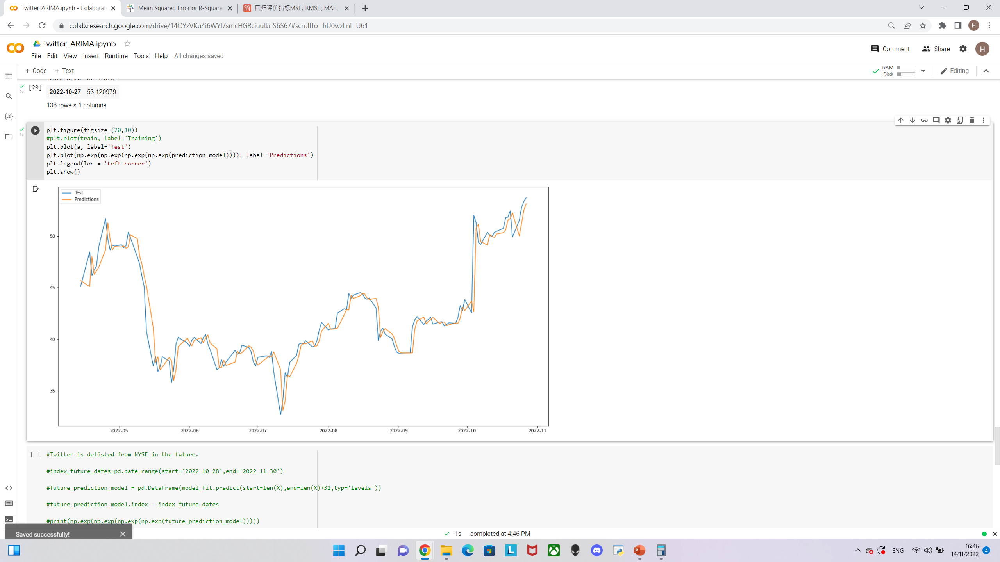 Twitter_ARIMA.ipynb - Colaborat
Mean Squared Error or R-Square
回归评价指标MSE、RMSE、MAE、
colab.research.google.com/drive/14OYzVKu4i6WYl7smcHGRciuutb-S6S67#scrollTo=hU0wzLnL_U61
H
Twitter_ARIMA.ipynb
File Edit View Insert Runtime Tools Help All changes saved
Comment
Share
H
+ Code + Text
RAM
Disk
Editing
[20]
0s
2022-10-27 53.120979
136 rows × 1 columns
1s
plt.figure(figsize=(20,10))
#plt.plot(train, label='Training')
plt.plot(a, label='Test')
plt.plot(np.exp(np.exp(np.exp(np.exp(prediction_model)))), label='Predictions')
plt.legend(loc = 'Left corner')
plt.show()
Test
Predictions
50
45
40
35
2022-05 2022-06 2022-07 2022-08 2022-09 2022-10 2022-11
[ ] #Twitter is delisted from NYSE in the future.
#index_future_dates=pd.date_range(start='2022-10-28',end='2022-11-30')
#future_prediction_model = pd.DataFrame(model_fit.predict(start=len(X),end=len(X)+32,typ='levels'))
#future_prediction_model.index = index_future_dates
#print(np.exp(np.exp(np.exp(np.exp(future_prediction_model)))))
Saved successfully!
1s completed at 4:46 PM
ENG
16:46
14/11/2022
4